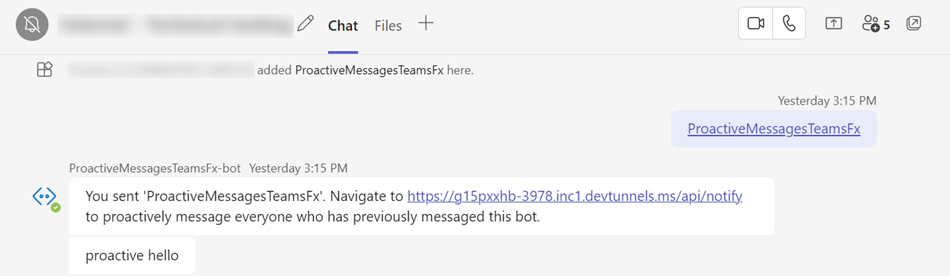 Chat Files
5
added ProactiveMessagesTeamsFx here.
Yesterday 3:15 PM
ProactiveMessagesTeamsFx
ProactiveMessagesTeamsFx-bot Yesterday 3:15 PM
You sent 'ProactiveMessagesTeamsFx'. Navigate to https://g15pxxhb-3978.inc1.devtunnels.ms/api/notify
to proactively message everyone who has previously messaged this bot.
proactive hello